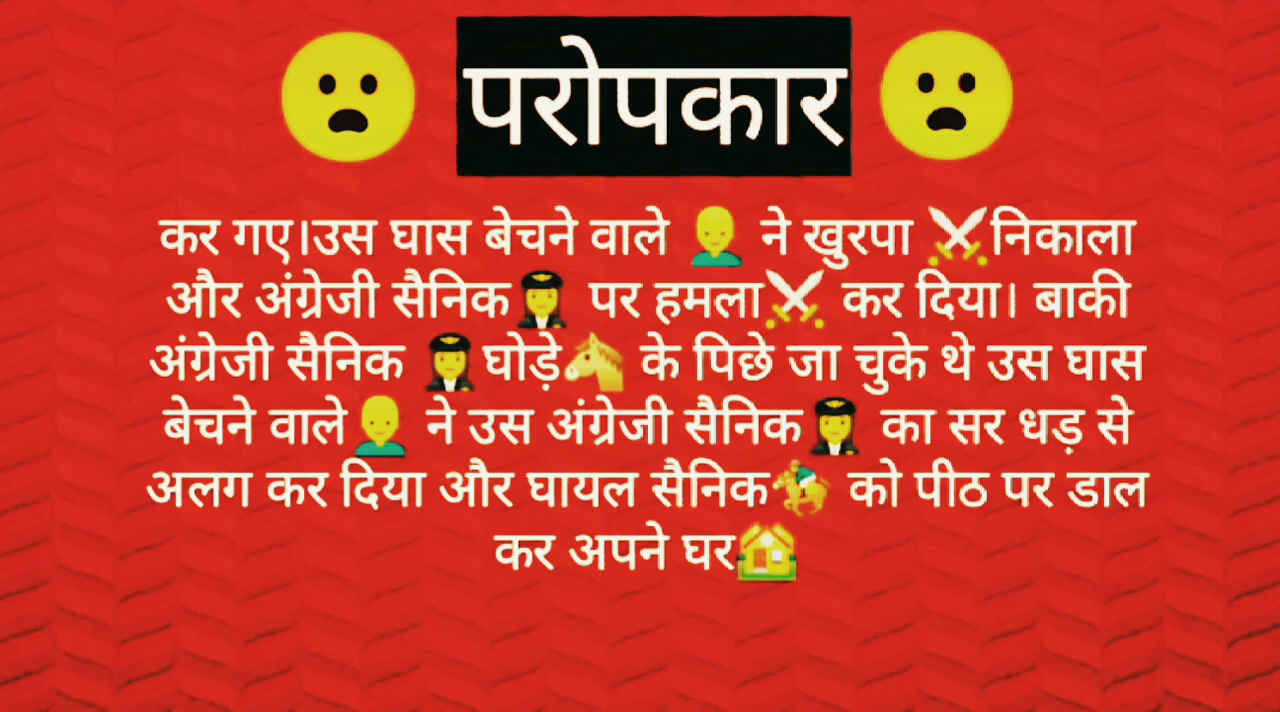 परोपकार
कर गए।उस घास बेचने वाले ने खुरपा निकाला
और अंग्रेजी सैनिक पर हमला कर दिया। बाकी
अंग्रेजी सैनिक घोड़े के पिछे जा चुके थे उस घास
बेचने वाले ने उस अंग्रेजी सैनिक का सर धड़ से
अलग कर दिया और घायल सैनिक को पीठ पर डाल
कर अपने घर